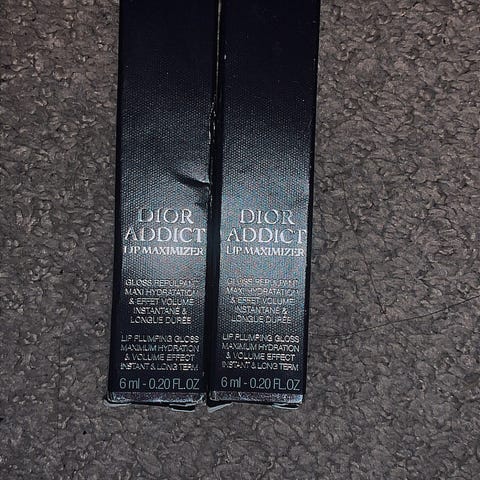 DIOR
ADDICT
LIP MAXIMIZER
GLOSS REPULPANT
MAXI HYDRATATION
& EFFET VOLUME
INSTANTANÉ &
LONGUE DURÉE
LIP PLUMPING GLOSS
MAXIMUM HYDRATION
& VOLUME EFFECT
INSTANT & LONG TERM
6 ml - 0.20 FL.OZ
DIOR
ADDICT
LIP MAXIMIZER
GLOSS REPULPANT
MAXI HYDRATATION
& EFFET VOLUME
INSTANTANÉ &
LONGUE DURÉE
LIP PLUMPING GLOSS
MAXIMUM HYDRATION
& VOLUME EFFECT
INSTANT & LONG TERM
6 ml - 0.20 FL.OZ